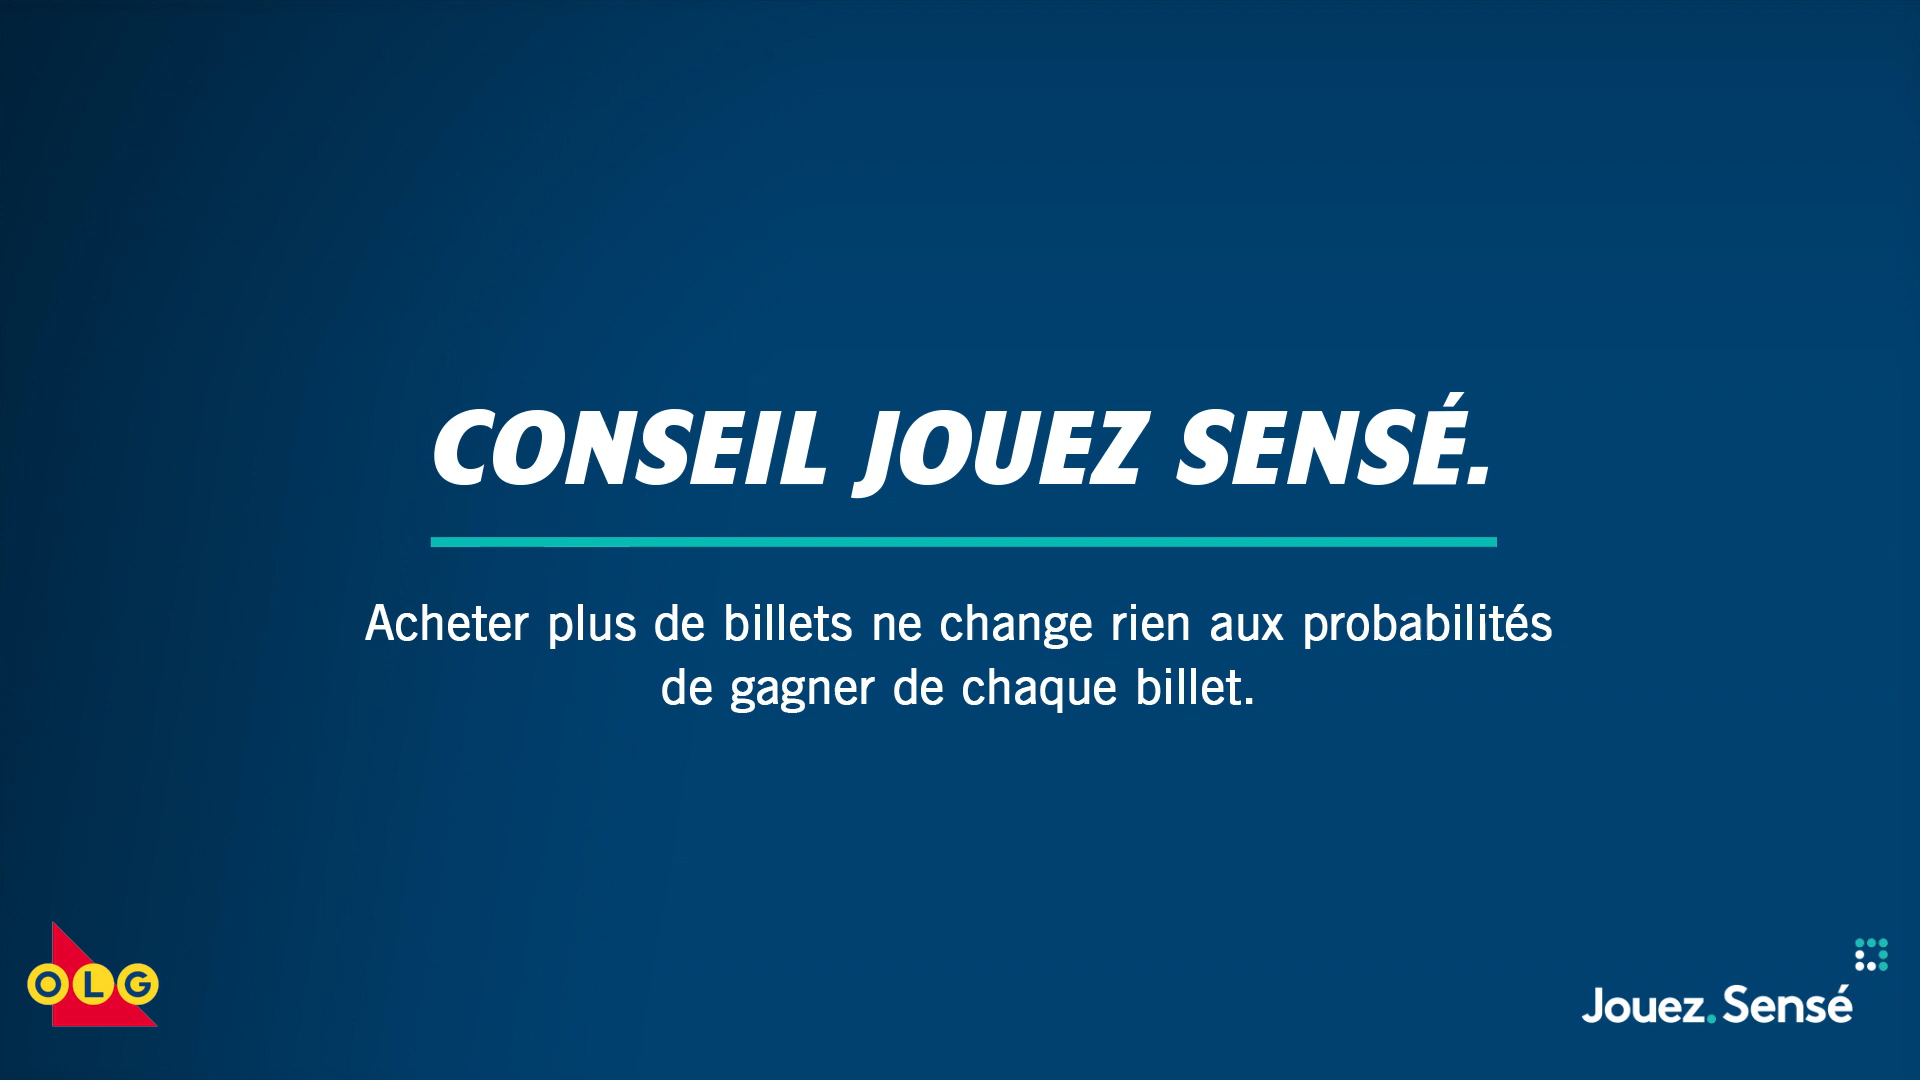 CONSEIL JOUEZ SENSÉ.
Acheter plus de billets ne change rien aux probabilités
de gagner de chaque billet.
OLG
Jouez.Sensé